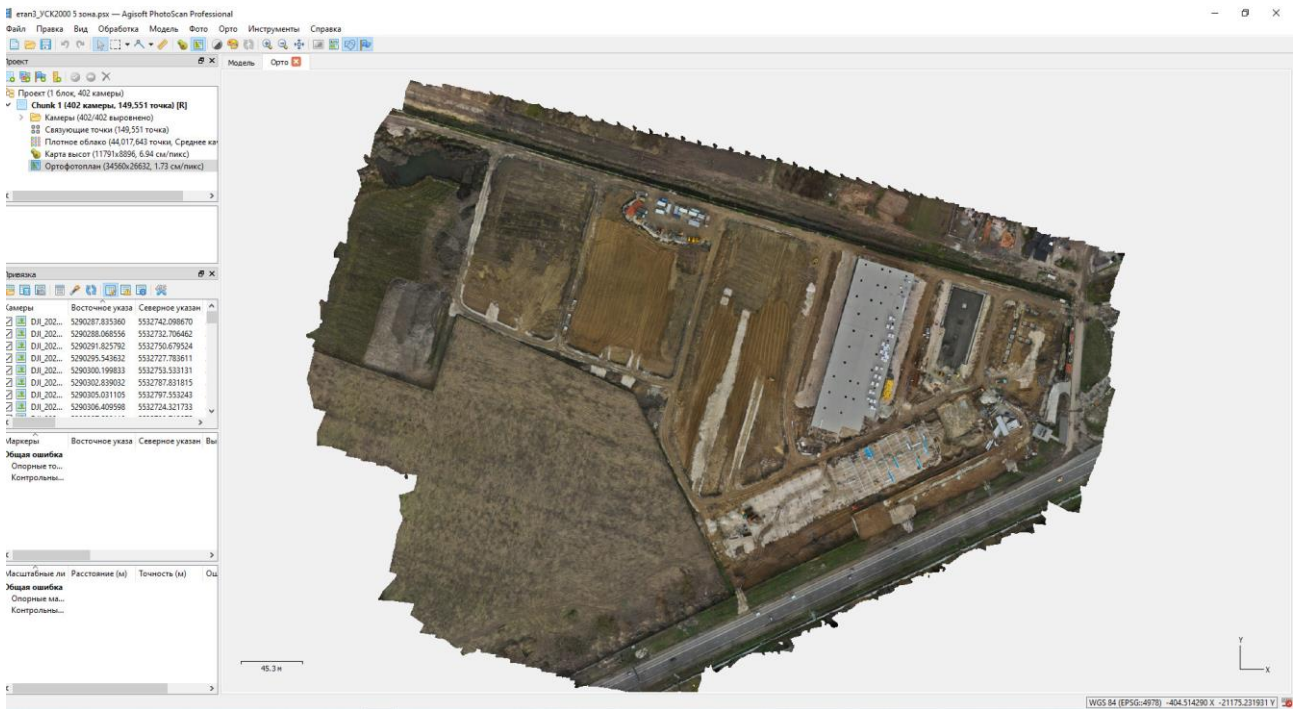 етап3_УСК2000 5 зона.psx — Agisoft PhotoScan Professional
Файл Правка Вид Обработка Модель Фото Орто Инструменты Справка
Проект
Модель Орто
Проект (1 блок, 402 камеры)
Chunk 1 (402 камеры, 149,551 точка) [R]
Камеры (402/402 выровнено)
Связующие точки (149,551 точка)
Плотное облако (44,017,643 точки, Среднее ка
Карта высот (11791x8896, 6.94 см/пикс)
Ортофотоплан (34560x26632, 1.73 см/пикс)
Привязка
Камеры Восточное указа Северное указан
DJI_202... 5290287.835360 5532742.098670
DJI_202... 5290288.068556 5532732.706462
DJI_202... 5290291.825792 5532750.679524
DJI_202... 5290295.543632 5532727.783611
DJI_202... 5290300.199833 5532753.533131
DJI_202... 5290302.839032 5532787.831815
DJI_202... 5290305.031105 5532797.553243
DJI_202... 5290306.409598 5532724.321733
Маркеры Восточное указа Северное указан Вы
Общая ошибка
Опорные то...
Контрольны...
Масштабные ли Расстояние (м) Точность (м) Ош
Общая ошибка
Опорные ма...
Контрольны...
45.3 м
Y
X
WGS 84 (EPSG::4978) -404.514290 X -21175.231931 Y